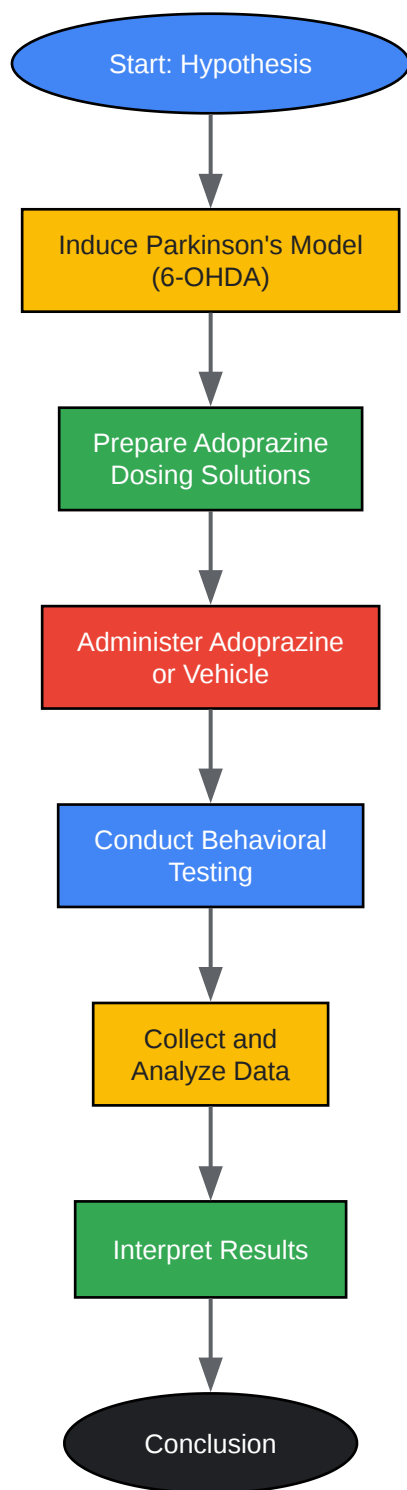 Start: Hypothesis
Induce Parkinson's Model
(6-OHDA)
Prepare Adoprazine
Dosing Solutions
Administer Adoprazine
or Vehicle
Conduct Behavioral
Testing
Collect and
Analyze Data
Interpret Results
Conclusion